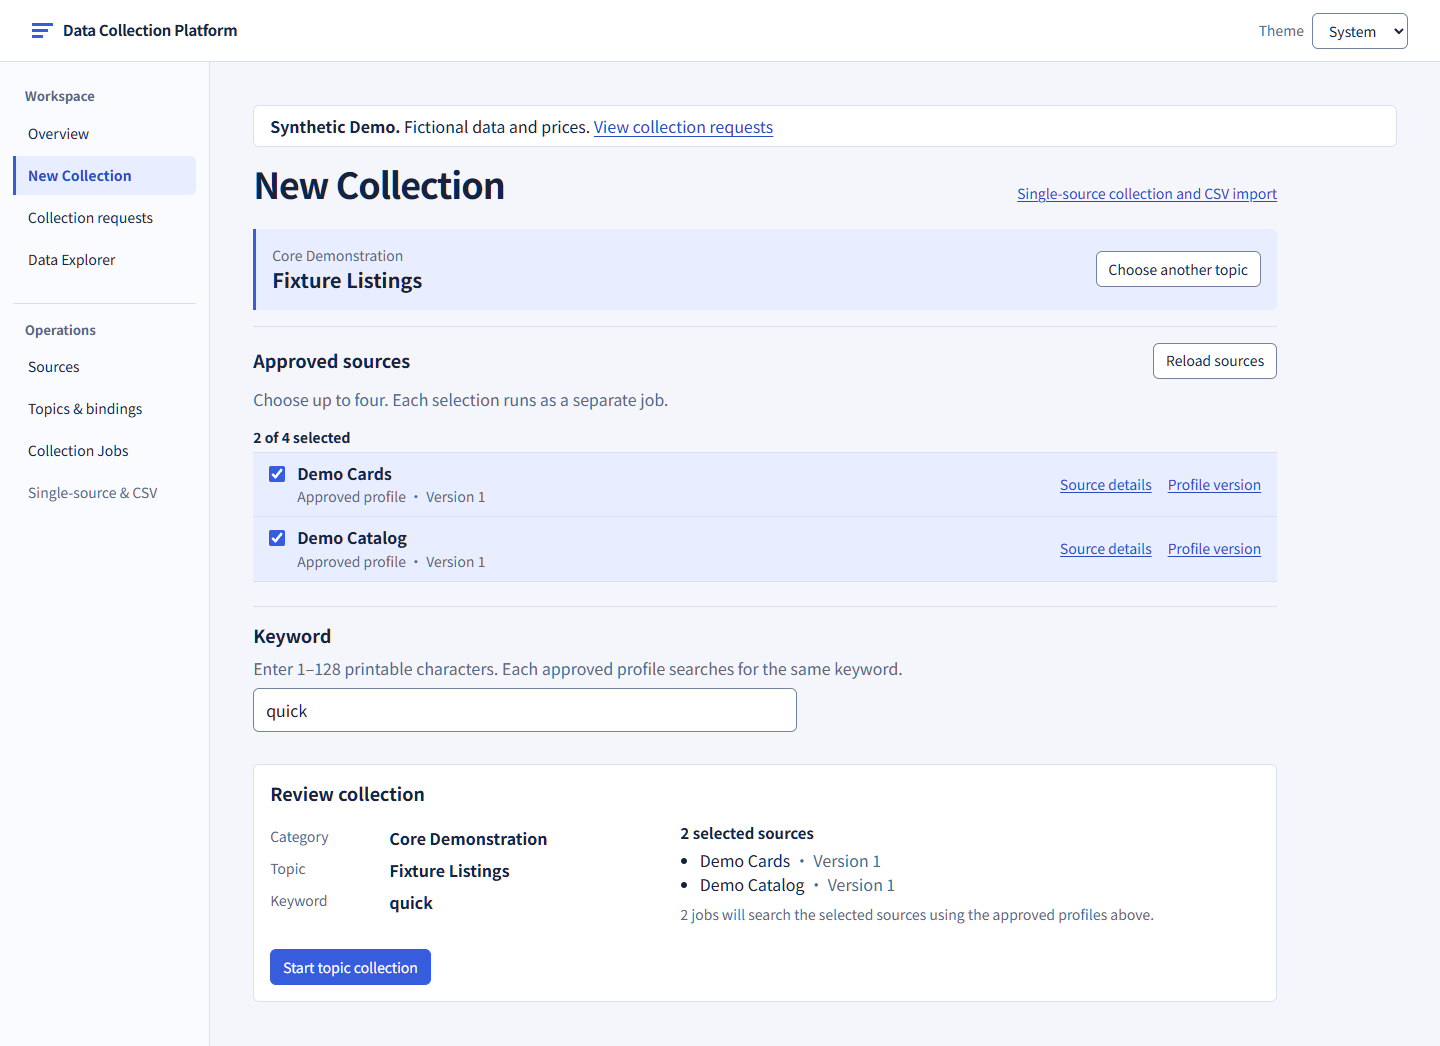 Data Collection Platform
Theme
System
Workspace
Overview
New Collection
Collection requests
Data Explorer
Operations
Sources
Topics & bindings
Collection Jobs
Single-source & CSV
Synthetic Demo. Fictional data and prices. View collection requests
New Collection
Single-source collection and CSV import
Core Demonstration
Fixture Listings
Choose another topic
Approved sources
Reload sources
Choose up to four. Each selection runs as a separate job.
2 of 4 selected
Demo Cards
Approved profile • Version 1
Source details Profile version
Demo Catalog
Approved profile • Version 1
Source details Profile version
Keyword
Enter 1–128 printable characters. Each approved profile searches for the same keyword.
quick
Review collection
Category Core Demonstration
Topic Fixture Listings
Keyword quick
2 selected sources
• Demo Cards • Version 1
• Demo Catalog • Version 1
2 jobs will search the selected sources using the approved profiles above.
Start topic collection